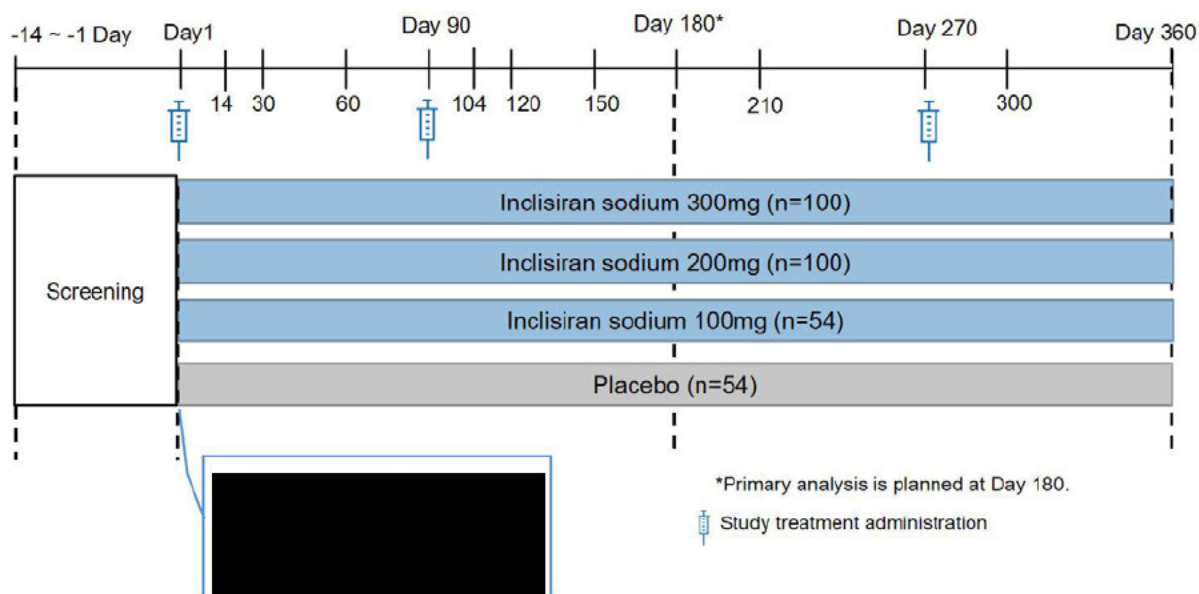 -14 ~ -1 Day Day1 Day 90 Day 180* Day 270 Day 360
14 30 60 104 120 150 210 300
Inclisiran sodium 300mg (n=100)
Inclisiran sodium 200mg (n=100)
Screening
Inclisiran sodium 100mg (n=54)
Placebo (n=54)
*Primary analysis is planned at Day 180.
Study treatment administration